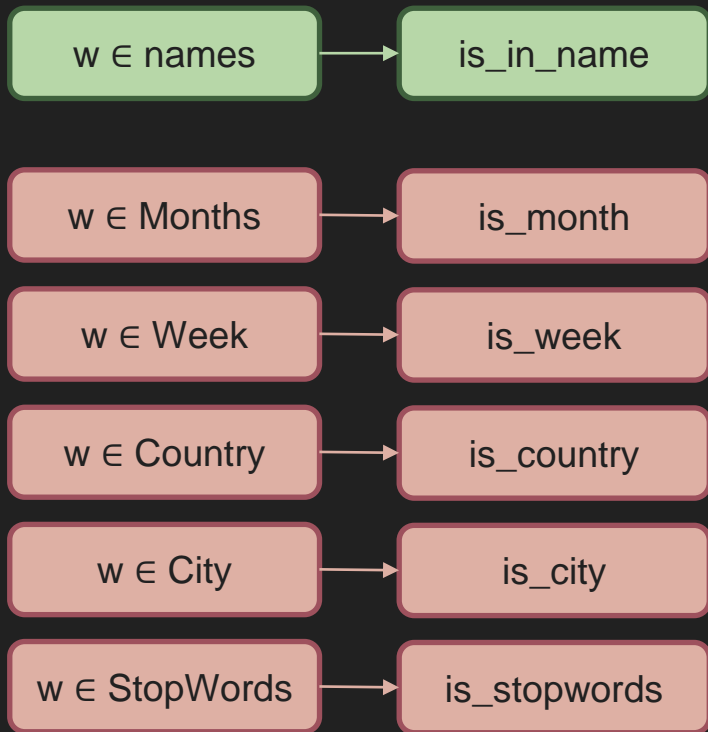 w ∈ names is_in_name
w ∈ Months is_month
w ∈ Week is_week
w ∈ Country is_country
w ∈ City is_city
w ∈ StopWords is_stopwords